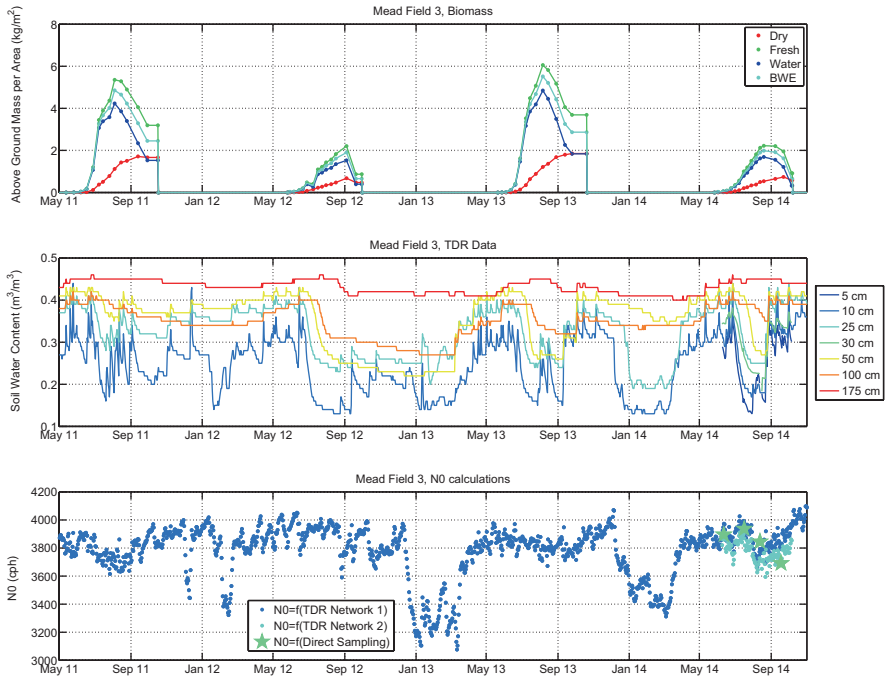 Mead Field 3, Biomass
Above Ground Mass per Area (kg/m²)
8
6
4
2
0
Dry
Fresh
Water
BWE
May 11 Sep 11 Jan 12 May 12 Sep 12 Jan 13 May 13 Sep 13 Jan 14 May 14 Sep 14
Mead Field 3, TDR Data
Soil Water Content (m³/m³)
0.5
0.4
0.3
0.2
0.1
5 cm
10 cm
25 cm
30 cm
50 cm
100 cm
175 cm
May 11 Sep 11 Jan 12 May 12 Sep 12 Jan 13 May 13 Sep 13 Jan 14 May 14 Sep 14
Mead Field 3, N0 calculations
N0 (cph)
4200
4000
3800
3600
3400
3200
3000
N0=f(TDR Network 1)
N0=f(TDR Network 2)
N0=f(Direct Sampling)
May 11 Sep 11 Jan 12 May 12 Sep 12 Jan 13 May 13 Sep 13 Jan 14 May 14 Sep 14